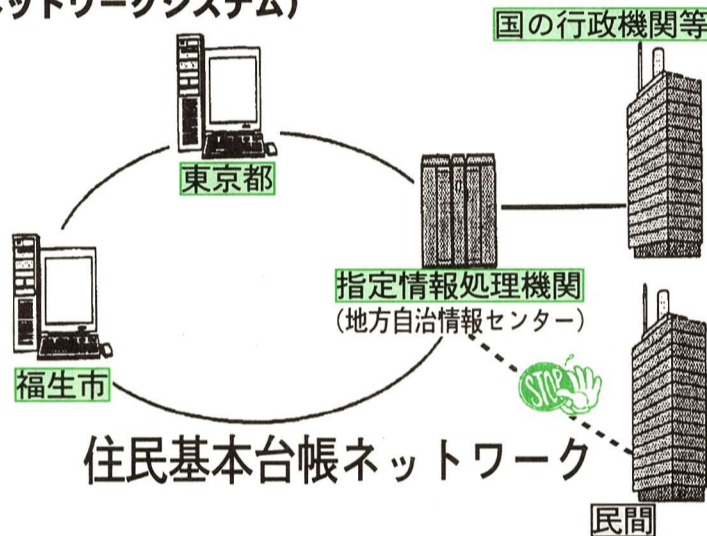 ネットワークシステム)
国の行政機関等
東京都
指定情報処理機関
(地方自治情報センター)
福生市
STOP
住民基本台帳ネットワーク
民間